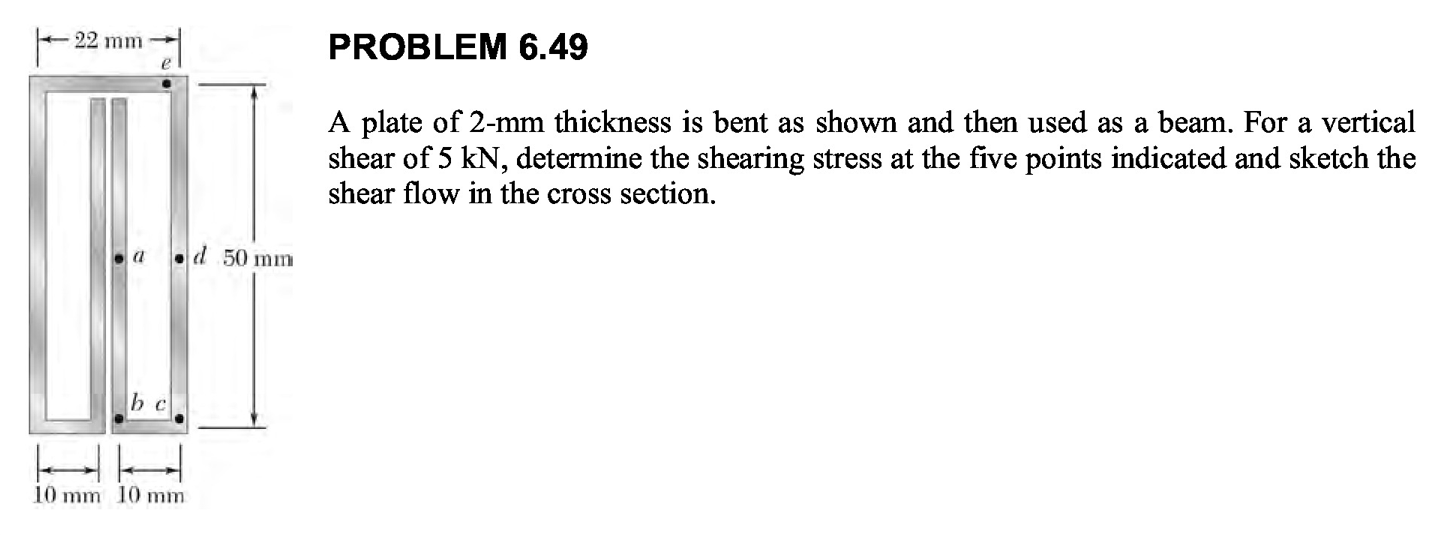 22 mm
e
PROBLEM 6.49
A plate of 2-mm thickness is bent as shown and then used as a beam. For a vertical
shear of 5 kN, determine the shearing stress at the five points indicated and sketch the
shear flow in the cross section.
a d 50 mm
b c
10 mm 10 mm